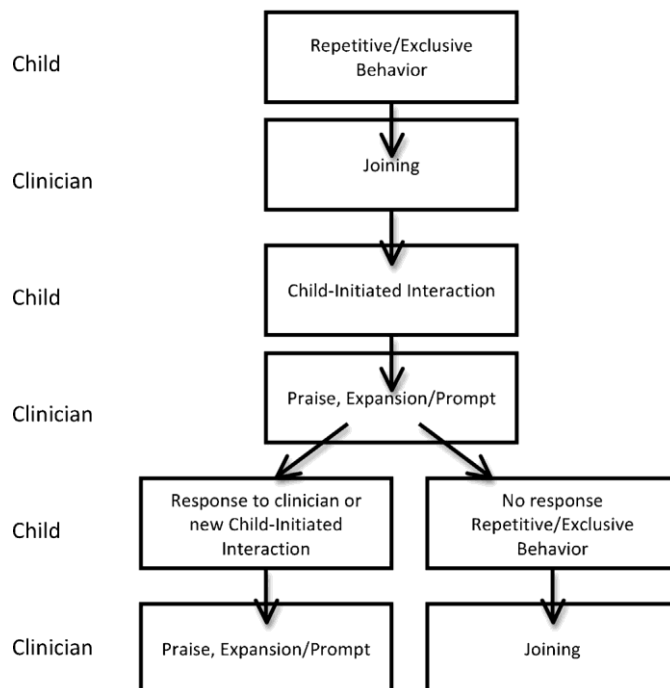 Child
Repetitive/Exclusive
Behavior
Clinician
Joining
Child
Child-Initiated Interaction
Clinician
Praise, Expansion/Prompt
Child
Response to clinician or
new Child-Initiated
Interaction
No response
Repetitive/Exclusive
Behavior
Clinician
Praise, Expansion/Prompt
Joining